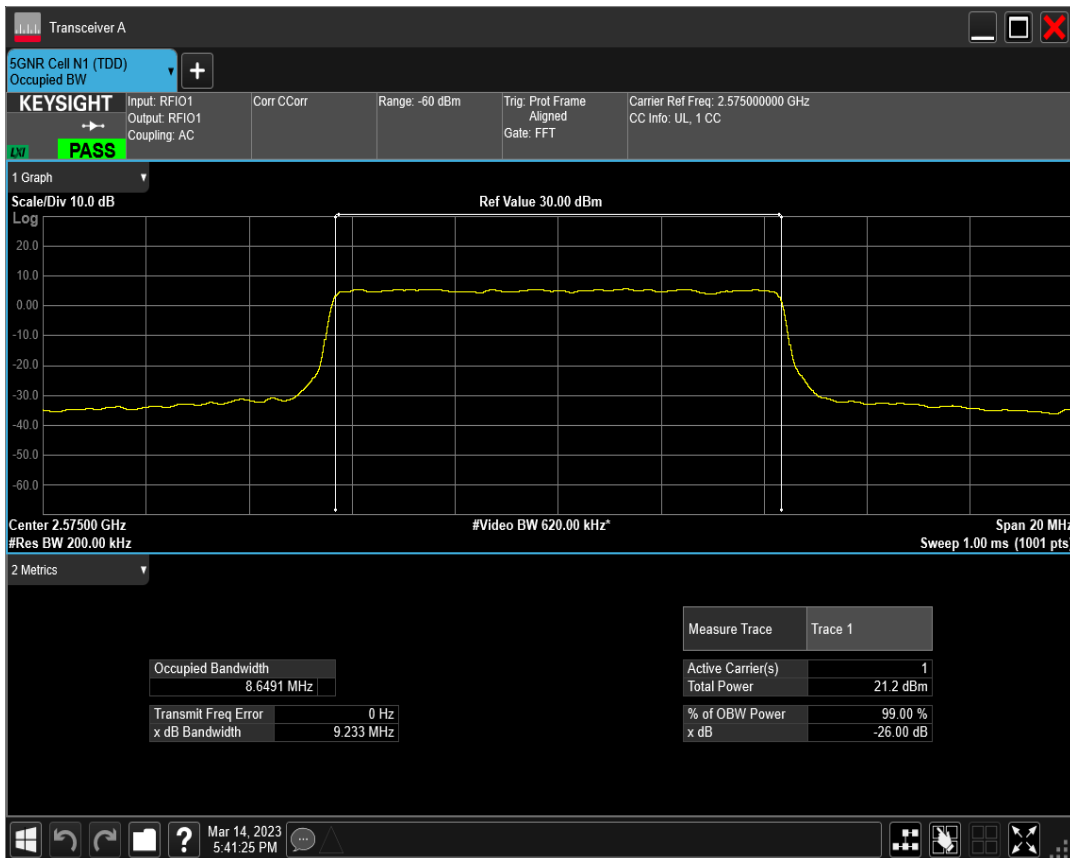 Transceiver A
5GNR Cell N1 (TDD)
Occupied BW
+
KEYSIGHT
LXI
PASS
Input: RFIO1
Output: RFIO1
Coupling: AC
Corr CCorr
Range: -60 dBm
Trig: Prot Frame
Aligned
Gate: FFT
Carrier Ref Freq: 2.575000000 GHz
CC Info: UL, 1 CC
1 Graph
Scale/Div 10.0 dB
Ref Value 30.00 dBm
Log
20.0
10.0
0.00
-10.0
-20.0
-30.0
-40.0
-50.0
-60.0
Center 2.57500 GHz
#Video BW 620.00 kHz*
Span 20 MHz
#Res BW 200.00 kHz
Sweep 1.00 ms (1001 pts)
2 Metrics
Measure Trace Trace 1
Occupied Bandwidth
8.6491 MHz
Active Carrier(s) 1
Total Power 21.2 dBm
Transmit Freq Error 0 Hz
x dB Bandwidth 9.233 MHz
% of OBW Power 99.00 %
x dB -26.00 dB
?
Mar 14, 2023
5:41:25 PM